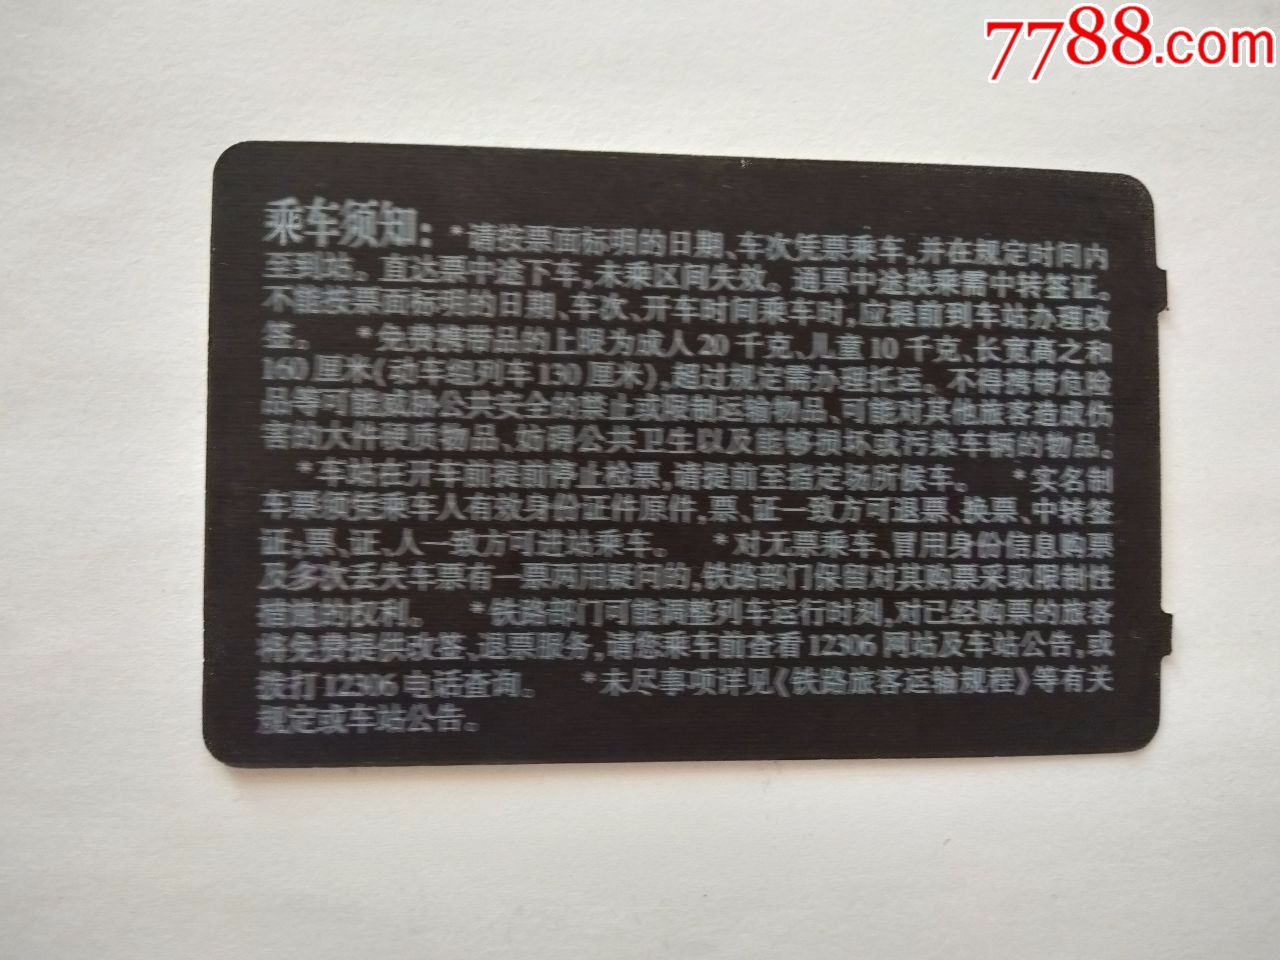 7788.com
乘车须知：*请按票面标明的日期、车次凭票乘车，并在规定时间内
至到站。直达票中途下车，未乘区间失效。通票中途换乘需中转签证。
不能按票面标明的日期、车次、开车时间乘车时，应提前到车站办理改
签。 *免费携带品的上限为成人20千克、儿童10千克、长宽高之和
160厘米（动车组列车130厘米），超过规定需办理托运。不得携带危险
品等可能威胁公共安全的禁止或限制运输物品、可能对其他旅客造成伤
害的大件硬质物品、妨碍公共卫生以及能够损坏或污染车辆的物品。
*车站在开车前提前停止检票，请提前至指定场所候车。 *实名制
车票须凭乘车人有效身份证件原件，票、证一致方可退票、换票、中转签
证；票、证、人一致方可进站乘车。 *对无票乘车、冒用身份信息购票
及多次丢失车票有一票两用疑问的，铁路部门保留对其购票采取限制性
措施的权利。 *铁路部门可能调整列车运行时刻，对已经购票的旅客
将免费提供改签、退票服务，请您乘车前查看12306网站及车站公告，或
拨打12306电话查询。 *未尽事项详见《铁路旅客运输规程》等有关
规定或车站公告。